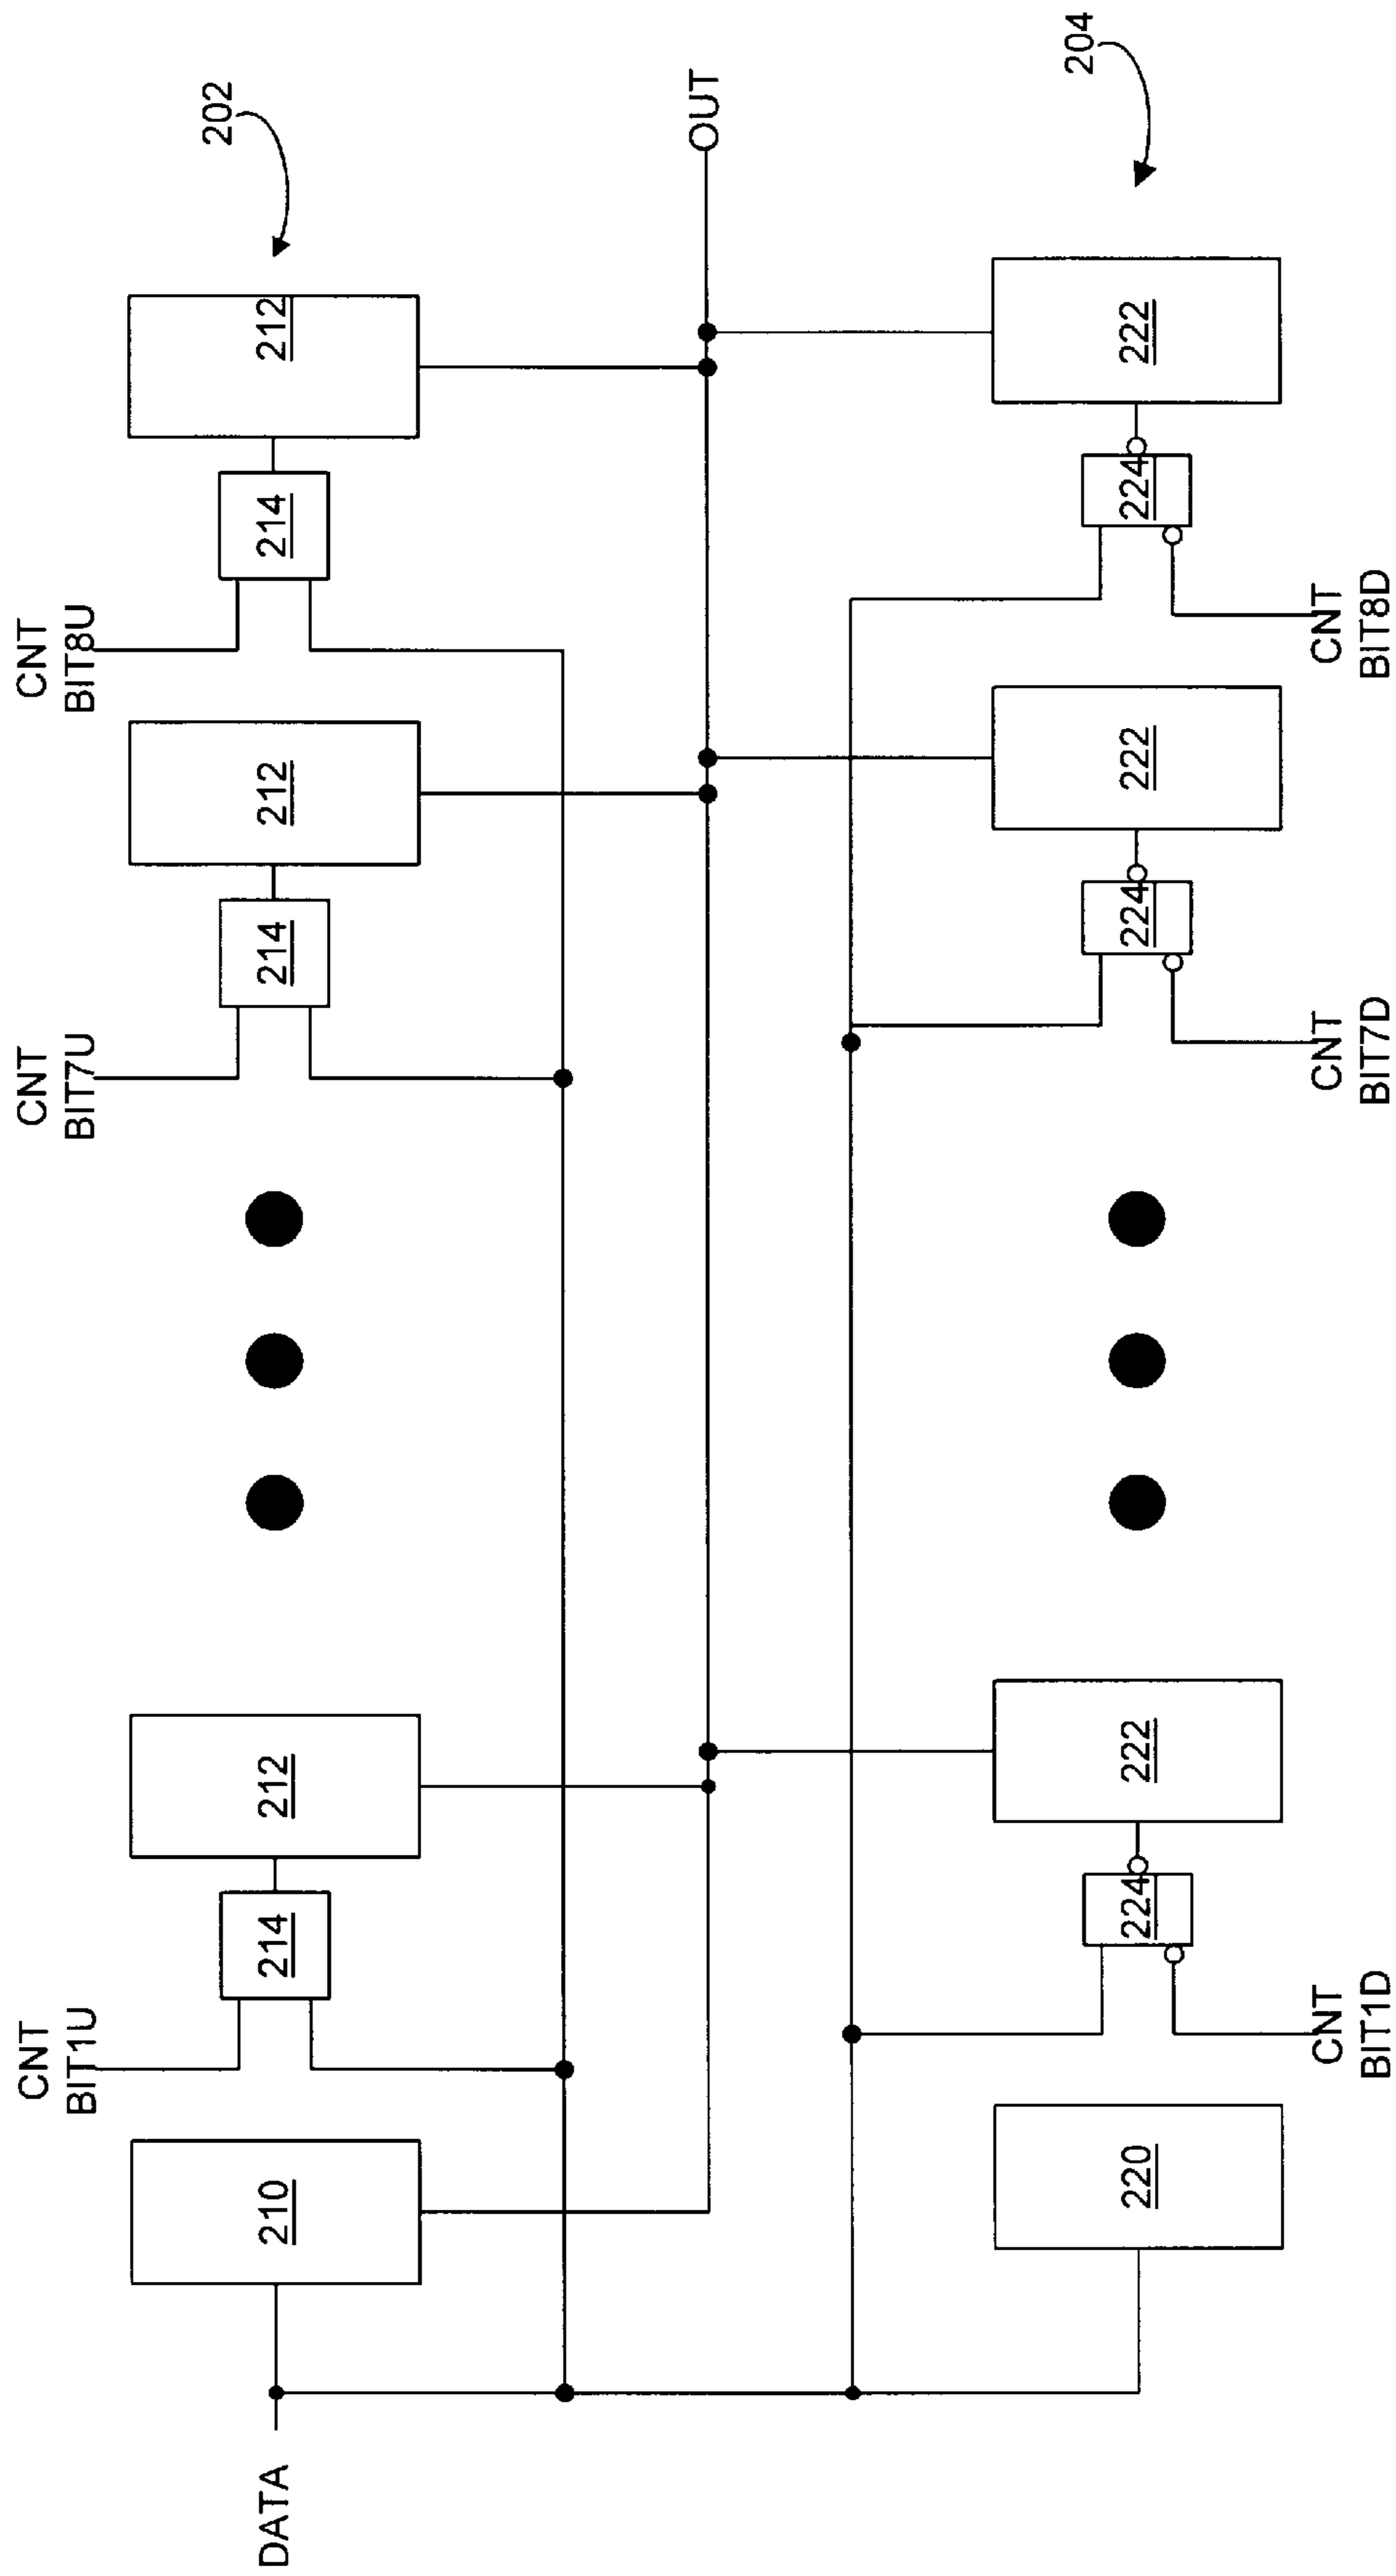 202
204
CNT
BIT8U
CNT
BIT7U
CNT
BIT1U
212
214
212
214
212
214
210
OUT
222
224
222
224
222
224
220
CNT
BIT8D
CNT
BIT7D
CNT
BIT1D
DATA